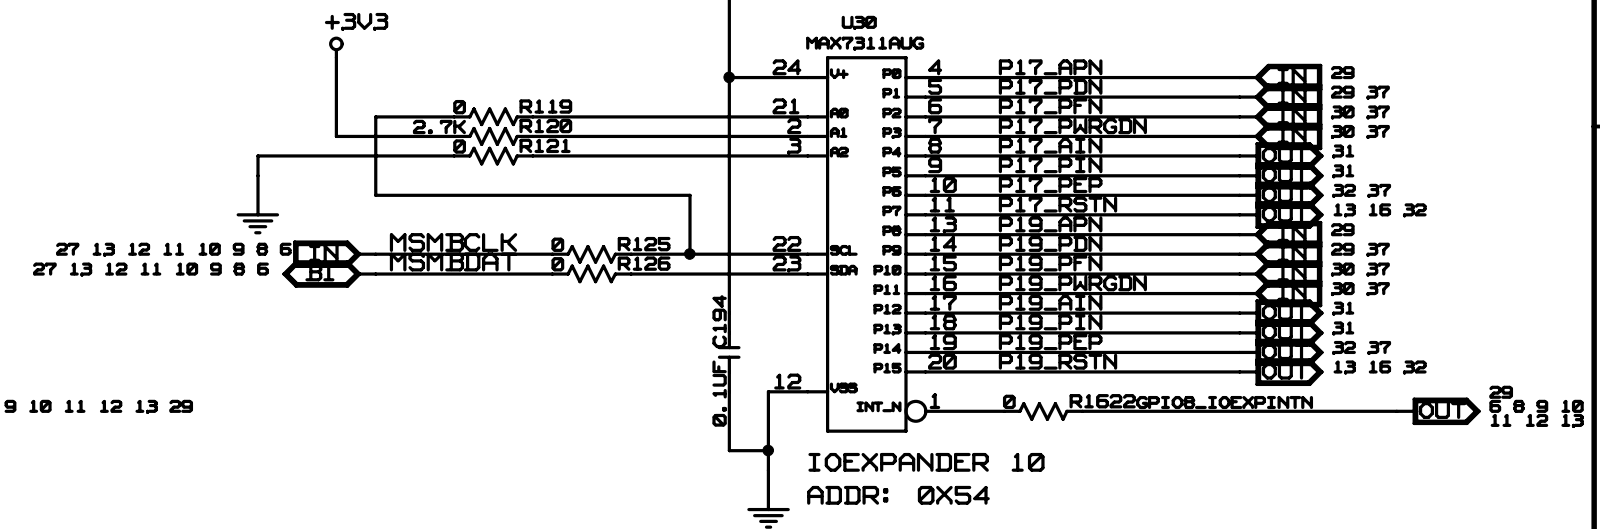 +3V3
U30
MAX7311AUG
24 V+ P0 4 P17_APN IN 29
P1 5 P17_PDN IN 29 37
0 R119 21 A0 P2 6 P17_PFN IN 30 37
2.7K R120 2 A1 P3 7 P17_PWRGDN IN 30 37
0 R121 3 A2 P4 8 P17_AIN OUT 31
P5 9 P17_PIN OUT 31
P6 10 P17_PEP OUT 32 37
P7 11 P17_RSTN OUT 13 16 32
P8 13 P19_APN IN 29
27 13 12 11 10 9 8 6 IN MSMBCLK 0 R125 22 SCL P9 14 P19_PDN IN 29 37
27 13 12 11 10 9 8 6 BI MSMBDAT 0 R126 23 SDA P10 15 P19_PFN IN 30 37
P11 16 P19_PWRGDN IN 30 37
P12 17 P19_AIN OUT 31
P13 18 P19_PIN OUT 31
P14 19 P19_PEP OUT 32 37
P15 20 P19_RSTN OUT 13 16 32
0.1UF C194
12 VSS
9 10 11 12 13 29
INT_N 1 0 R1622 GPIO8_IOEXPINTN OUT
29
6 8 9 10
11 12 13
IOEXPANDER 10
ADDR: 0X54